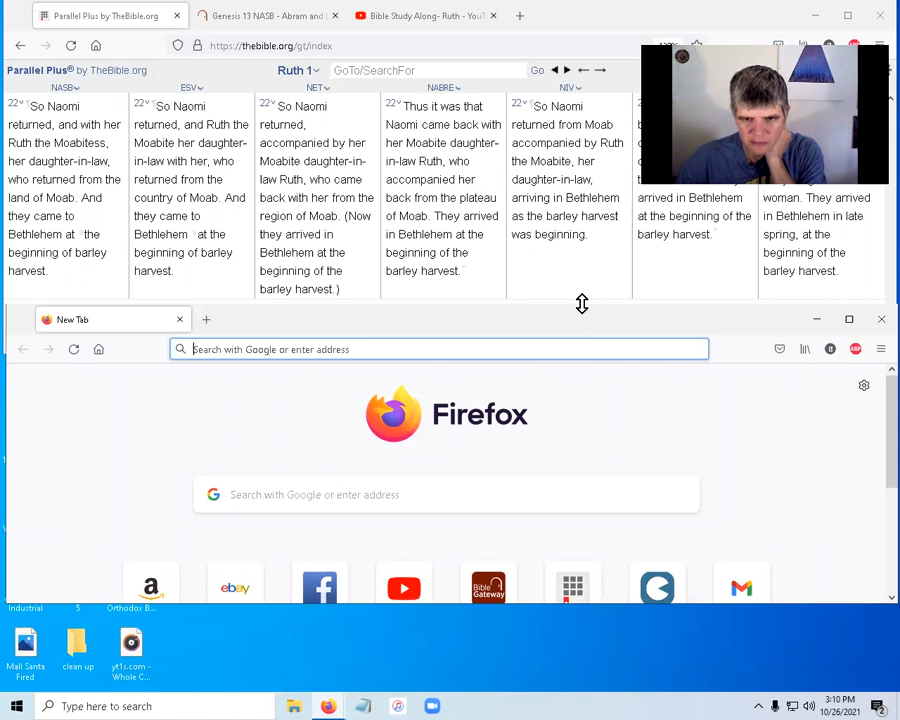 Parallel Plus by TheBible.org
Genesis 13 NASB - Abram and L
Bible Study Along- Ruth - YouT
https://thebible.org/gt/index
Parallel Plus® by TheBible.org
Ruth 1
GoTo/SearchFor
Go
NASB
ESV
NET
NABRE
NIV
22 So Naomi
returned, and with her
Ruth the Moabitess,
her daughter-in-law,
who returned from the
land of Moab. And
they came to
Bethlehem at the
beginning of barley
harvest.
22 So Naomi
returned, and Ruth the
Moabite her daughter-
in-law with her, who
returned from the
country of Moab. And
they came to
Bethlehem at the
beginning of barley
harvest.
22 So Naomi
returned,
accompanied by her
Moabite daughter-in-
law Ruth, who came
back with her from the
region of Moab. (Now
they arrived in
Bethlehem at the
beginning of the
barley harvest.)
22 Thus it was that
Naomi came back with
her Moabite daughter-
in-law Ruth, who
accompanied her
back from the plateau
of Moab. They arrived
in Bethlehem at the
beginning of the
barley harvest.
22 So Naomi
returned from Moab
accompanied by Ruth
the Moabite, her
daughter-in-law,
arriving in Bethlehem
as the barley harvest
was beginning.
arrived in Bethlehem
at the beginning of the
barley harvest.
woman. They arrived
in Bethlehem in late
spring, at the
beginning of the
barley harvest.
New Tab
Search with Google or enter address
Firefox
Search with Google or enter address
a
ebay
Bible
Gateway
Industrial
5
Orthodox B...
Mall Santa
Fired
clean up
yt1s.com -
Whole C...
Type here to search
3:10 PM
10/26/2021
2